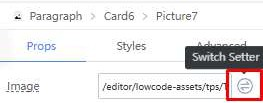 Paragraph Card6 Picture7
Switch Setter
Props Styles
Image /editor/lowcode-assets/tps/